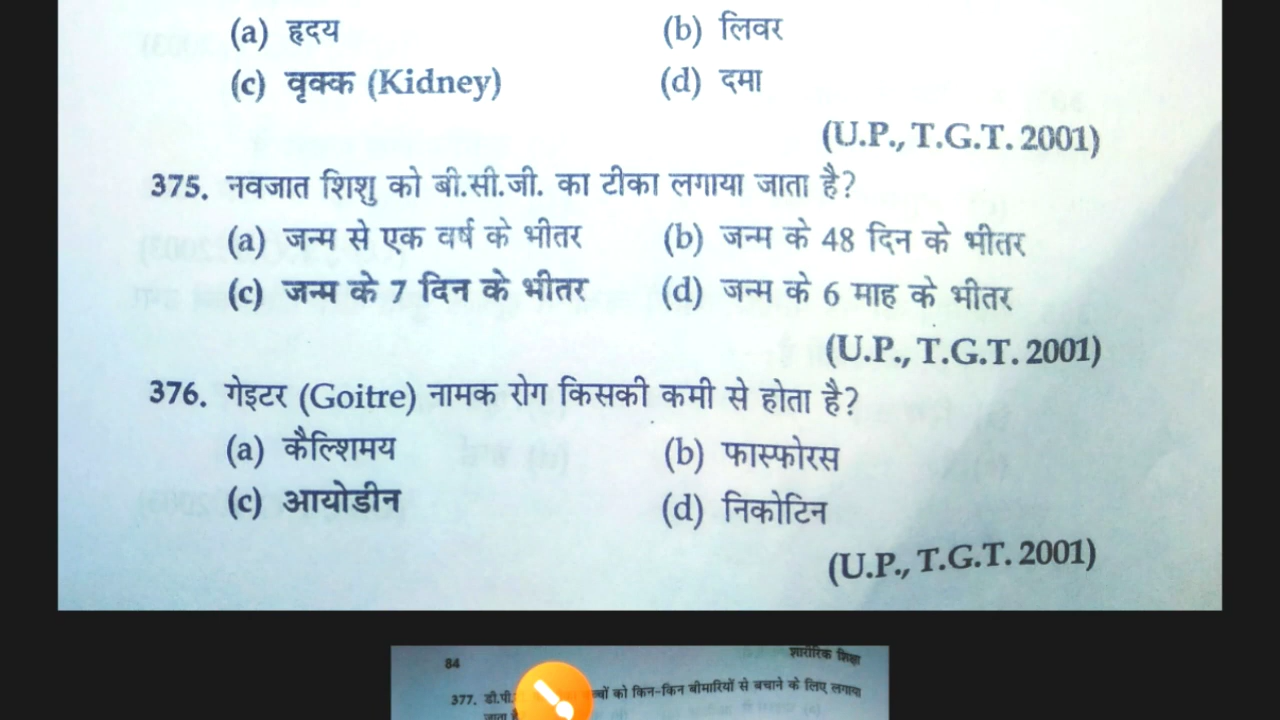 (a) हृदय (b) लिवर
(c) वृक्क (Kidney) (d) दमा
(U.P., T.G.T. 2001)
375. नवजात शिशु को बी.सी.जी. का टीका लगाया जाता है?
(a) जन्म से एक वर्ष के भीतर (b) जन्म के 48 दिन के भीतर
(c) जन्म के 7 दिन के भीतर (d) जन्म के 6 माह के भीतर
(U.P., T.G.T. 2001)
376. गेइटर (Goitre) नामक रोग किसकी कमी से होता है?
(a) कैल्शिमय (b) फास्फोरस
(c) आयोडीन (d) निकोटिन
(U.P., T.G.T. 2001)
84 शारीरिक शिक्षा
377. डी.पी. को किन-किन बीमारियों से बचाने के लिए लगाया
जाता है